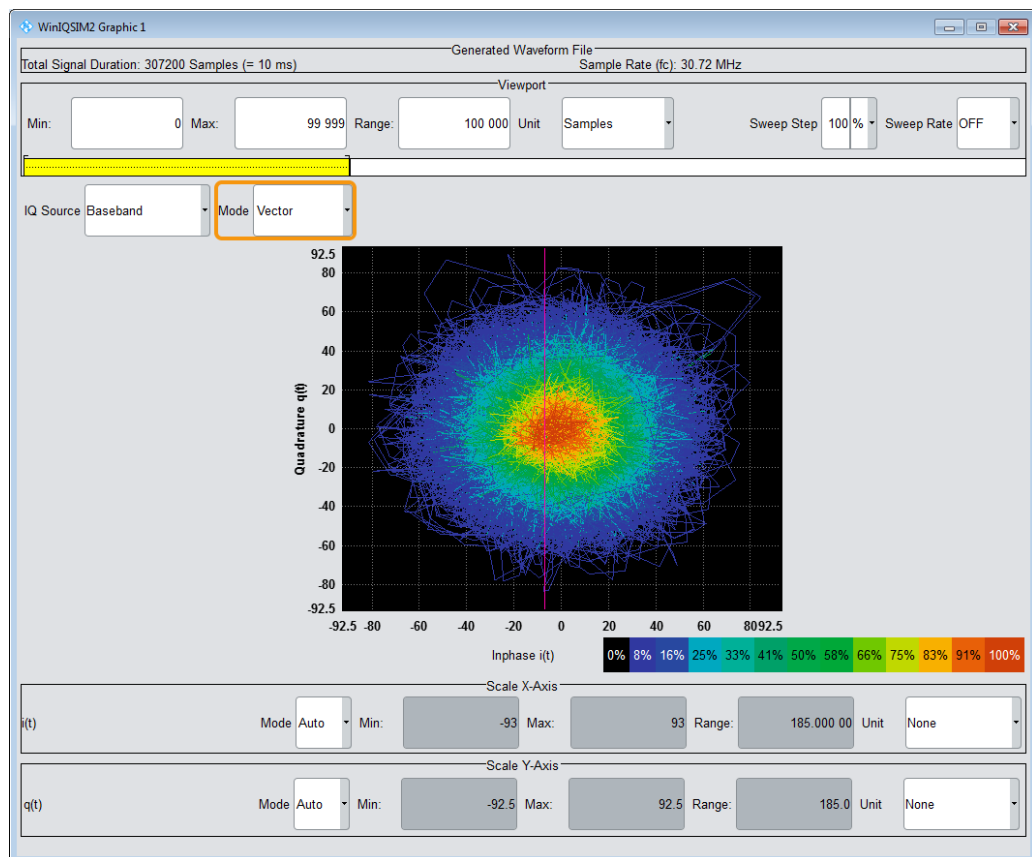 WinIQSIM2 Graphic 1
Generated Waveform File
Total Signal Duration: 307200 Samples (= 10 ms) Sample Rate (fc): 30.72 MHz
Viewport
Min: 0 Max: 99 999 Range: 100 000 Unit Samples Sweep Step 100 % Sweep Rate OFF
IQ Source Baseband Mode Vector
92.5
80
60
40
20
0
-20
-40
-60
-80
-92.5
Quadrature q(t)
-92.5 -80 -60 -40 -20 0 20 40 60 80 92.5
Inphase i(t) 0% 8% 16% 25% 33% 41% 50% 58% 66% 75% 83% 91% 100%
Scale X-Axis
i(t) Mode Auto Min: -93 Max: 93 Range: 185.000 00 Unit None
Scale Y-Axis
q(t) Mode Auto Min: -92.5 Max: 92.5 Range: 185.0 Unit None